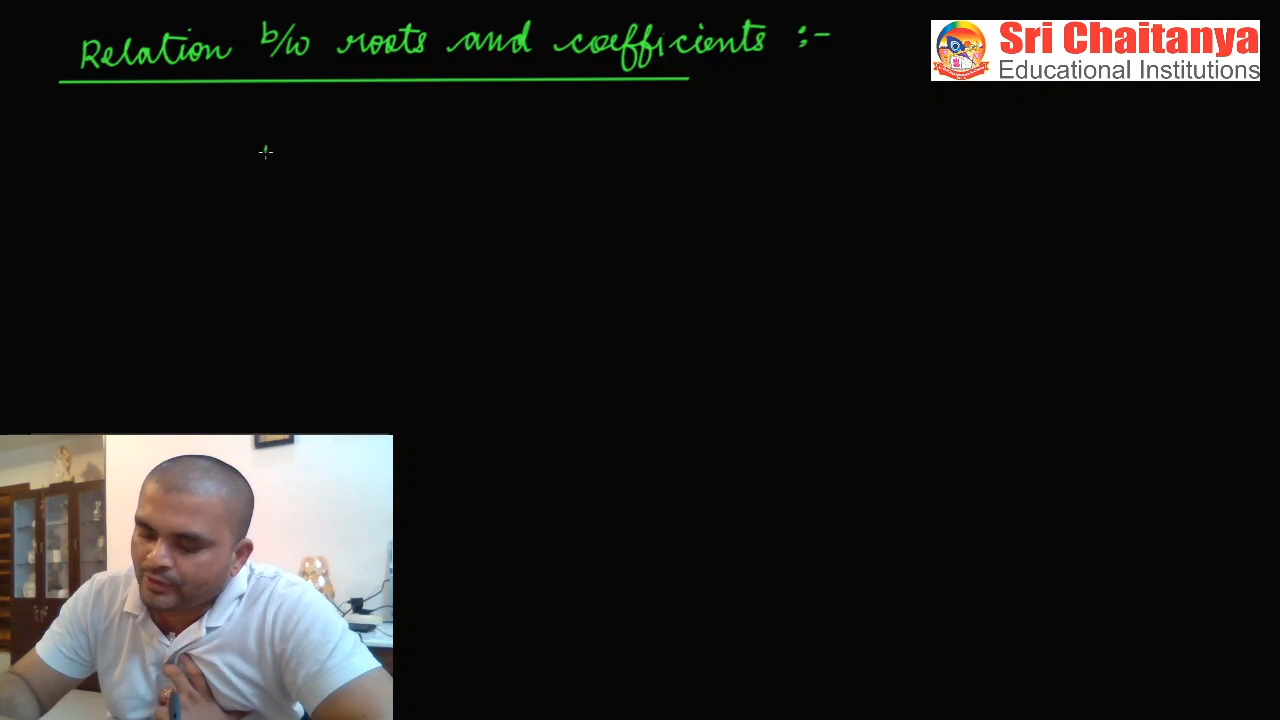 Relation b/w roots and coefficients :-
Sri Chaitanya
Educational Institutions